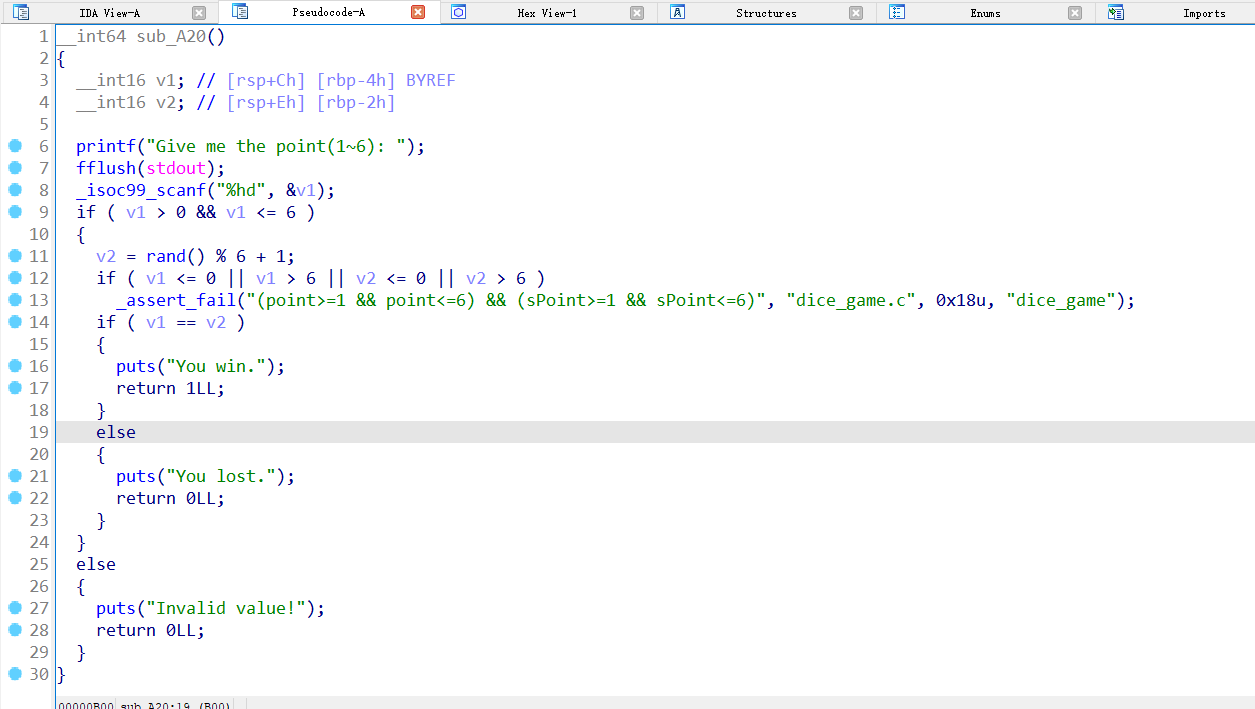 IDA View-A Pseudocode-A Hex View-1 Structures Enums Imports
1 __int64 sub_A20()
2 {
3 __int16 v1; // [rsp+Ch] [rbp-4h] BYREF
4 __int16 v2; // [rsp+Eh] [rbp-2h]
5
6 printf("Give me the point(1~6): ");
7 fflush(stdout);
8 _isoc99_scanf("%hd", &v1);
9 if ( v1 > 0 && v1 <= 6 )
10 {
11 v2 = rand() % 6 + 1;
12 if ( v1 <= 0 || v1 > 6 || v2 <= 0 || v2 > 6 )
13 _assert_fail("(point>=1 && point<=6) && (sPoint>=1 && sPoint<=6)", "dice_game.c", 0x18u, "dice_game");
14 if ( v1 == v2 )
15 {
16 puts("You win.");
17 return 1LL;
18 }
19 else
20 {
21 puts("You lost.");
22 return 0LL;
23 }
24 }
25 else
26 {
27 puts("Invalid value!");
28 return 0LL;
29 }
30 }
00000B00 sub_A20:19 (B00)